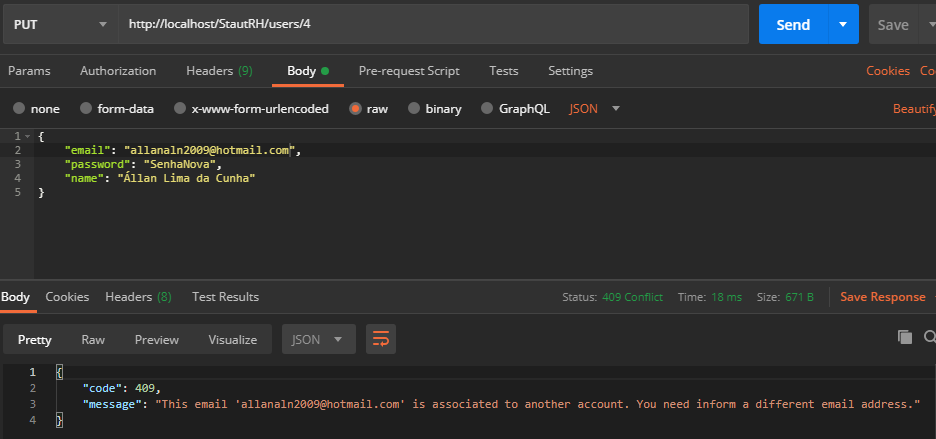 PUT http://localhost/StautRH/users/4 Send Save
Params Authorization Headers (9) Body Pre-request Script Tests Settings Cookies Co
none form-data x-www-form-urlencoded raw binary GraphQL JSON Beautify
1 {
2 "email": "allanaln2009@hotmail.com",
3 "password": "SenhaNova",
4 "name": "Állan Lima da Cunha"
5 }
Body Cookies Headers (8) Test Results Status: 409 Conflict Time: 18 ms Size: 671 B Save Response
Pretty Raw Preview Visualize JSON
1 {
2 "code": 409,
3 "message": "This email 'allanaln2009@hotmail.com' is associated to another account. You need inform a different email address."
4 }